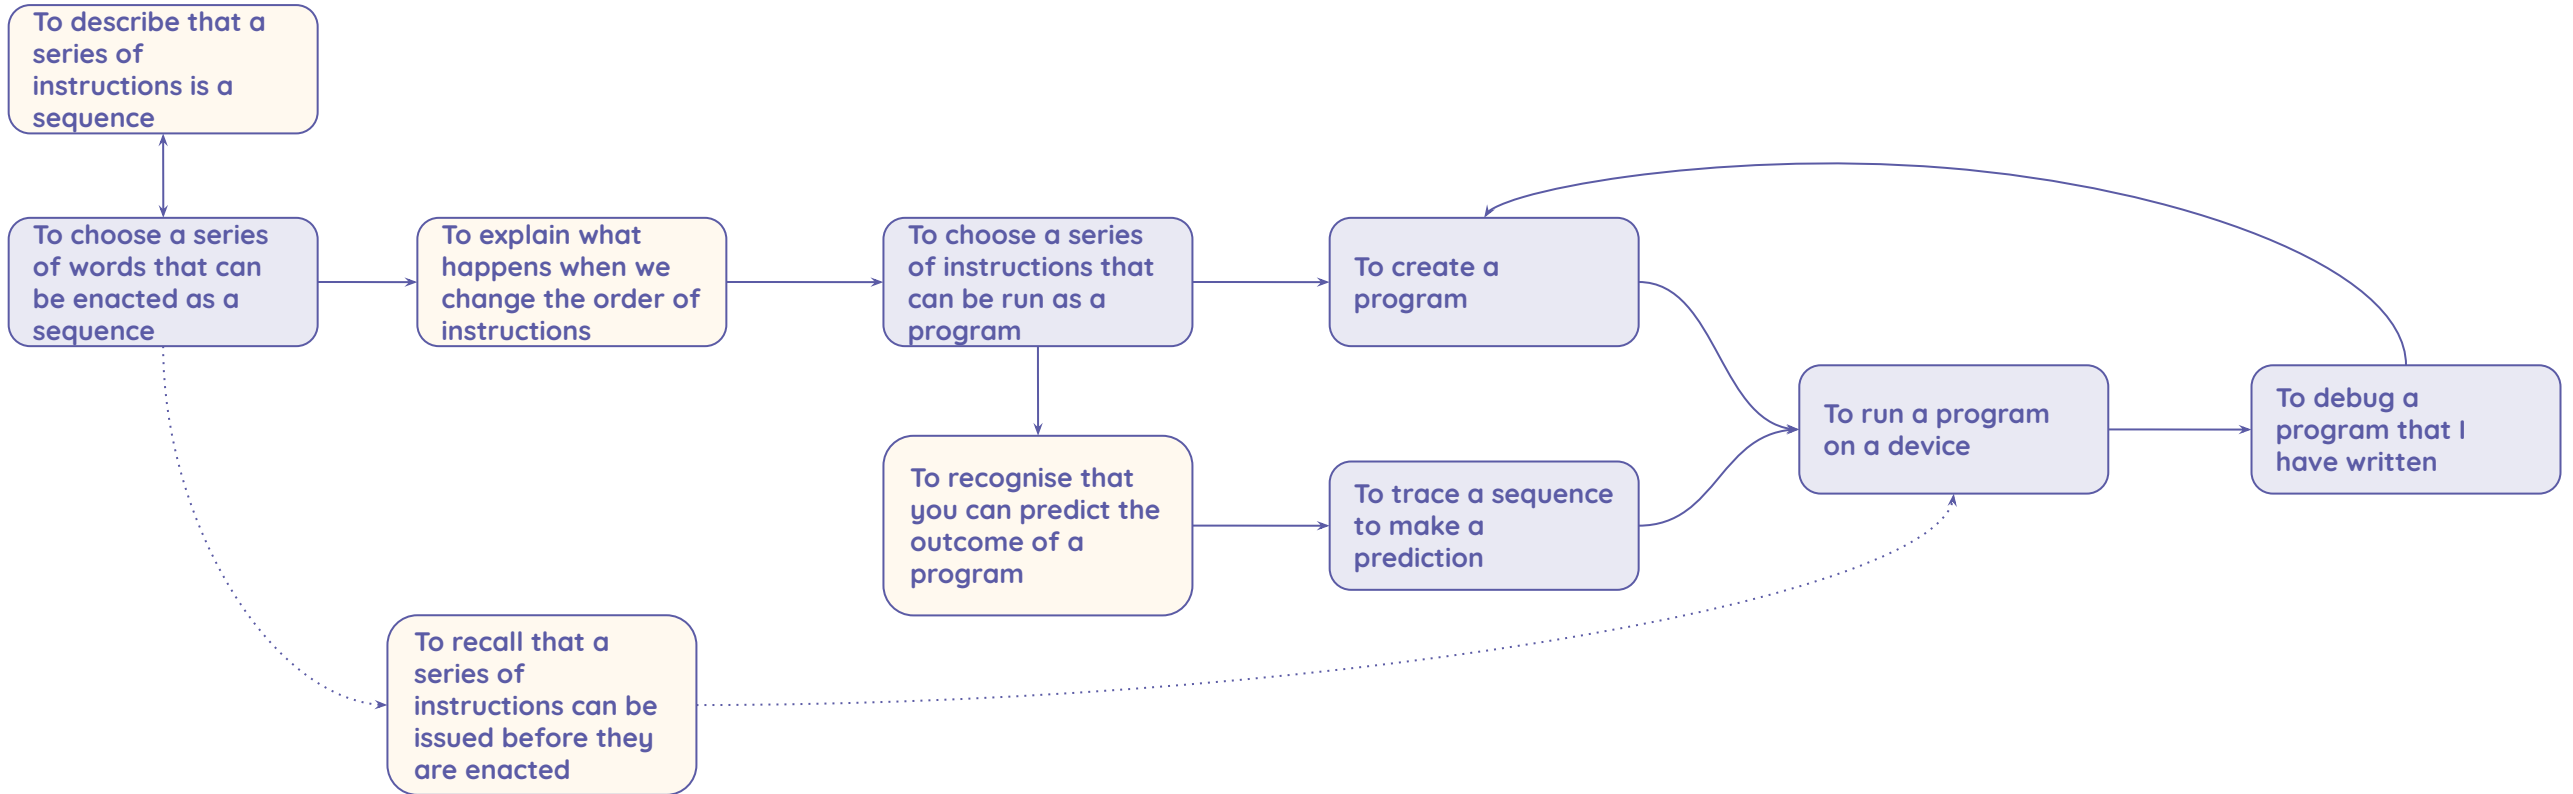 To describe that a
series of
instructions is a
sequence
To choose a series
of words that can
be enacted as a
sequence
To explain what
happens when we
change the order of
instructions
To choose a series
of instructions that
can be run as a
program
To create a
program
To run a program
on a device
To debug a
program that I
have written
To recognise that
you can predict the
outcome of a
program
To trace a sequence
to make a
prediction
To recall that a
series of
instructions can be
issued before they
are enacted